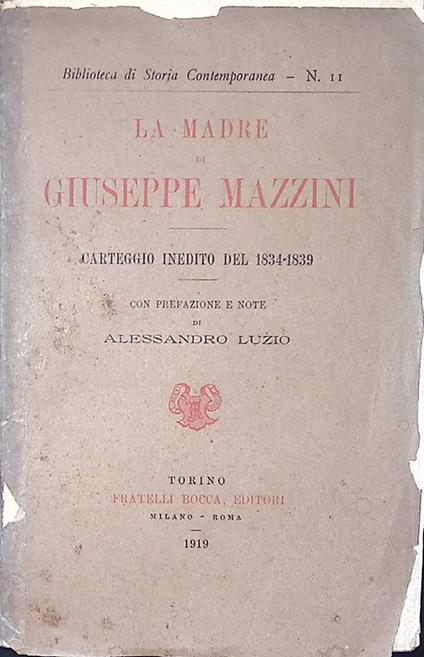 Biblioteca di Storia Contemporanea – N. 11
LA MADRE
DI
GIUSEPPE MAZZINI
CARTEGGIO INEDITO DEL 1834-1839
CON PREFAZIONE E NOTE
DI
ALESSANDRO LUZIO
TORINO
FRATELLI BOCCA, EDITORI
MILANO - ROMA
1919